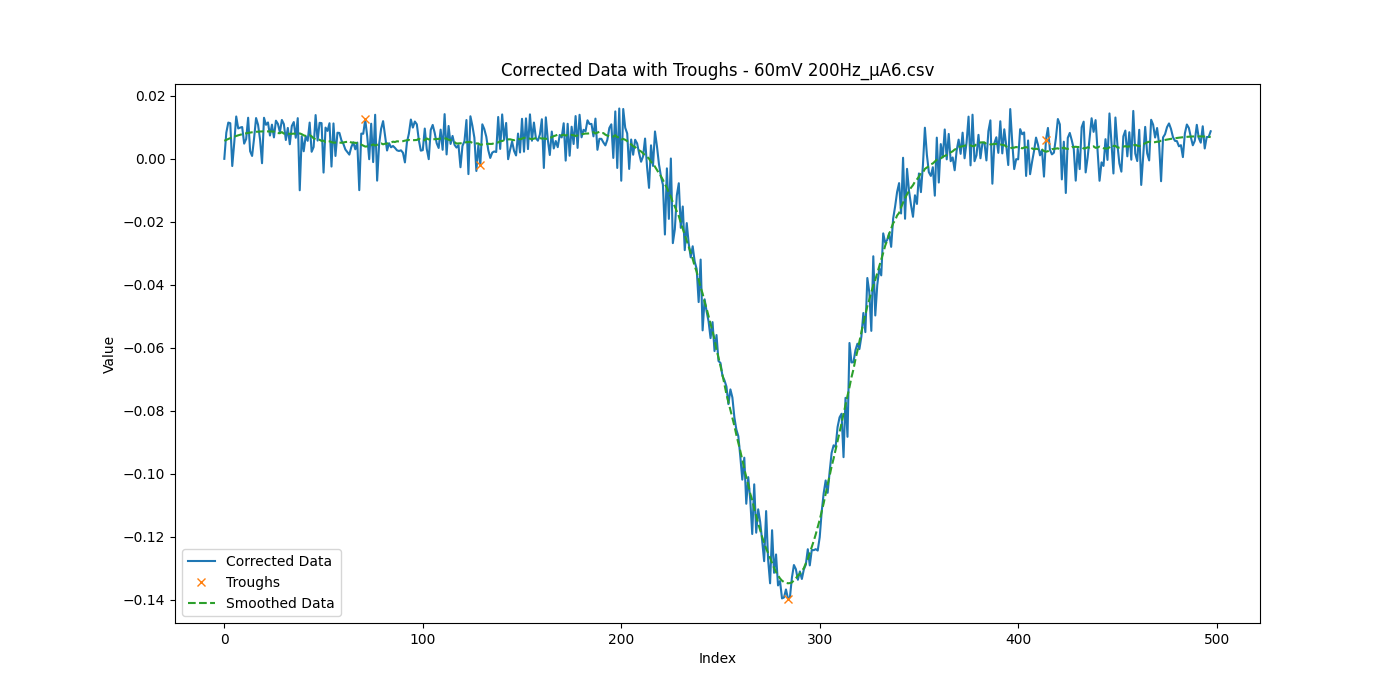 Corrected Data with Troughs - 60mV 200Hz_µA6.csv
0.02
0.00
−0.02
−0.04
−0.06
−0.08
−0.10
−0.12
−0.14
Value
Corrected Data
Troughs
Smoothed Data
0 100 200 300 400 500
Index